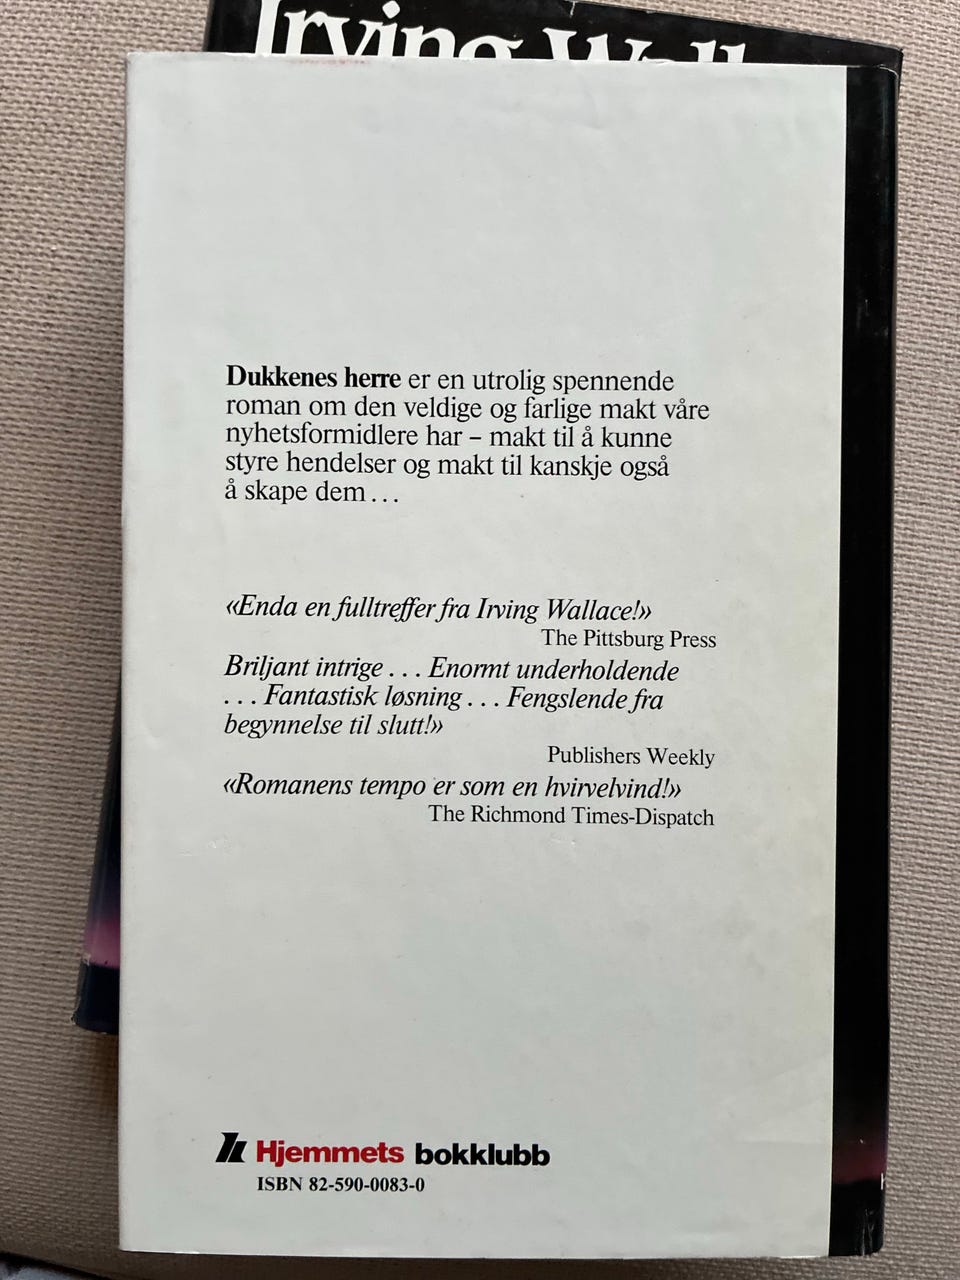 Irving Wall
Dukkenes herre er en utrolig spennende
roman om den veldige og farlige makt våre
nyhetsformidlere har – makt til å kunne
styre hendelser og makt til kanskje også
å skape dem . . .
«Enda en fulltreffer fra Irving Wallace!»
The Pittsburg Press
Briljant intrige . . . Enormt underholdende
. . . Fantastisk løsning . . . Fengslende fra
begynnelse til slutt!»
Publishers Weekly
«Romanens tempo er som en hvirvelvind!»
The Richmond Times-Dispatch
Hjemmets bokklubb
ISBN 82-590-0083-0